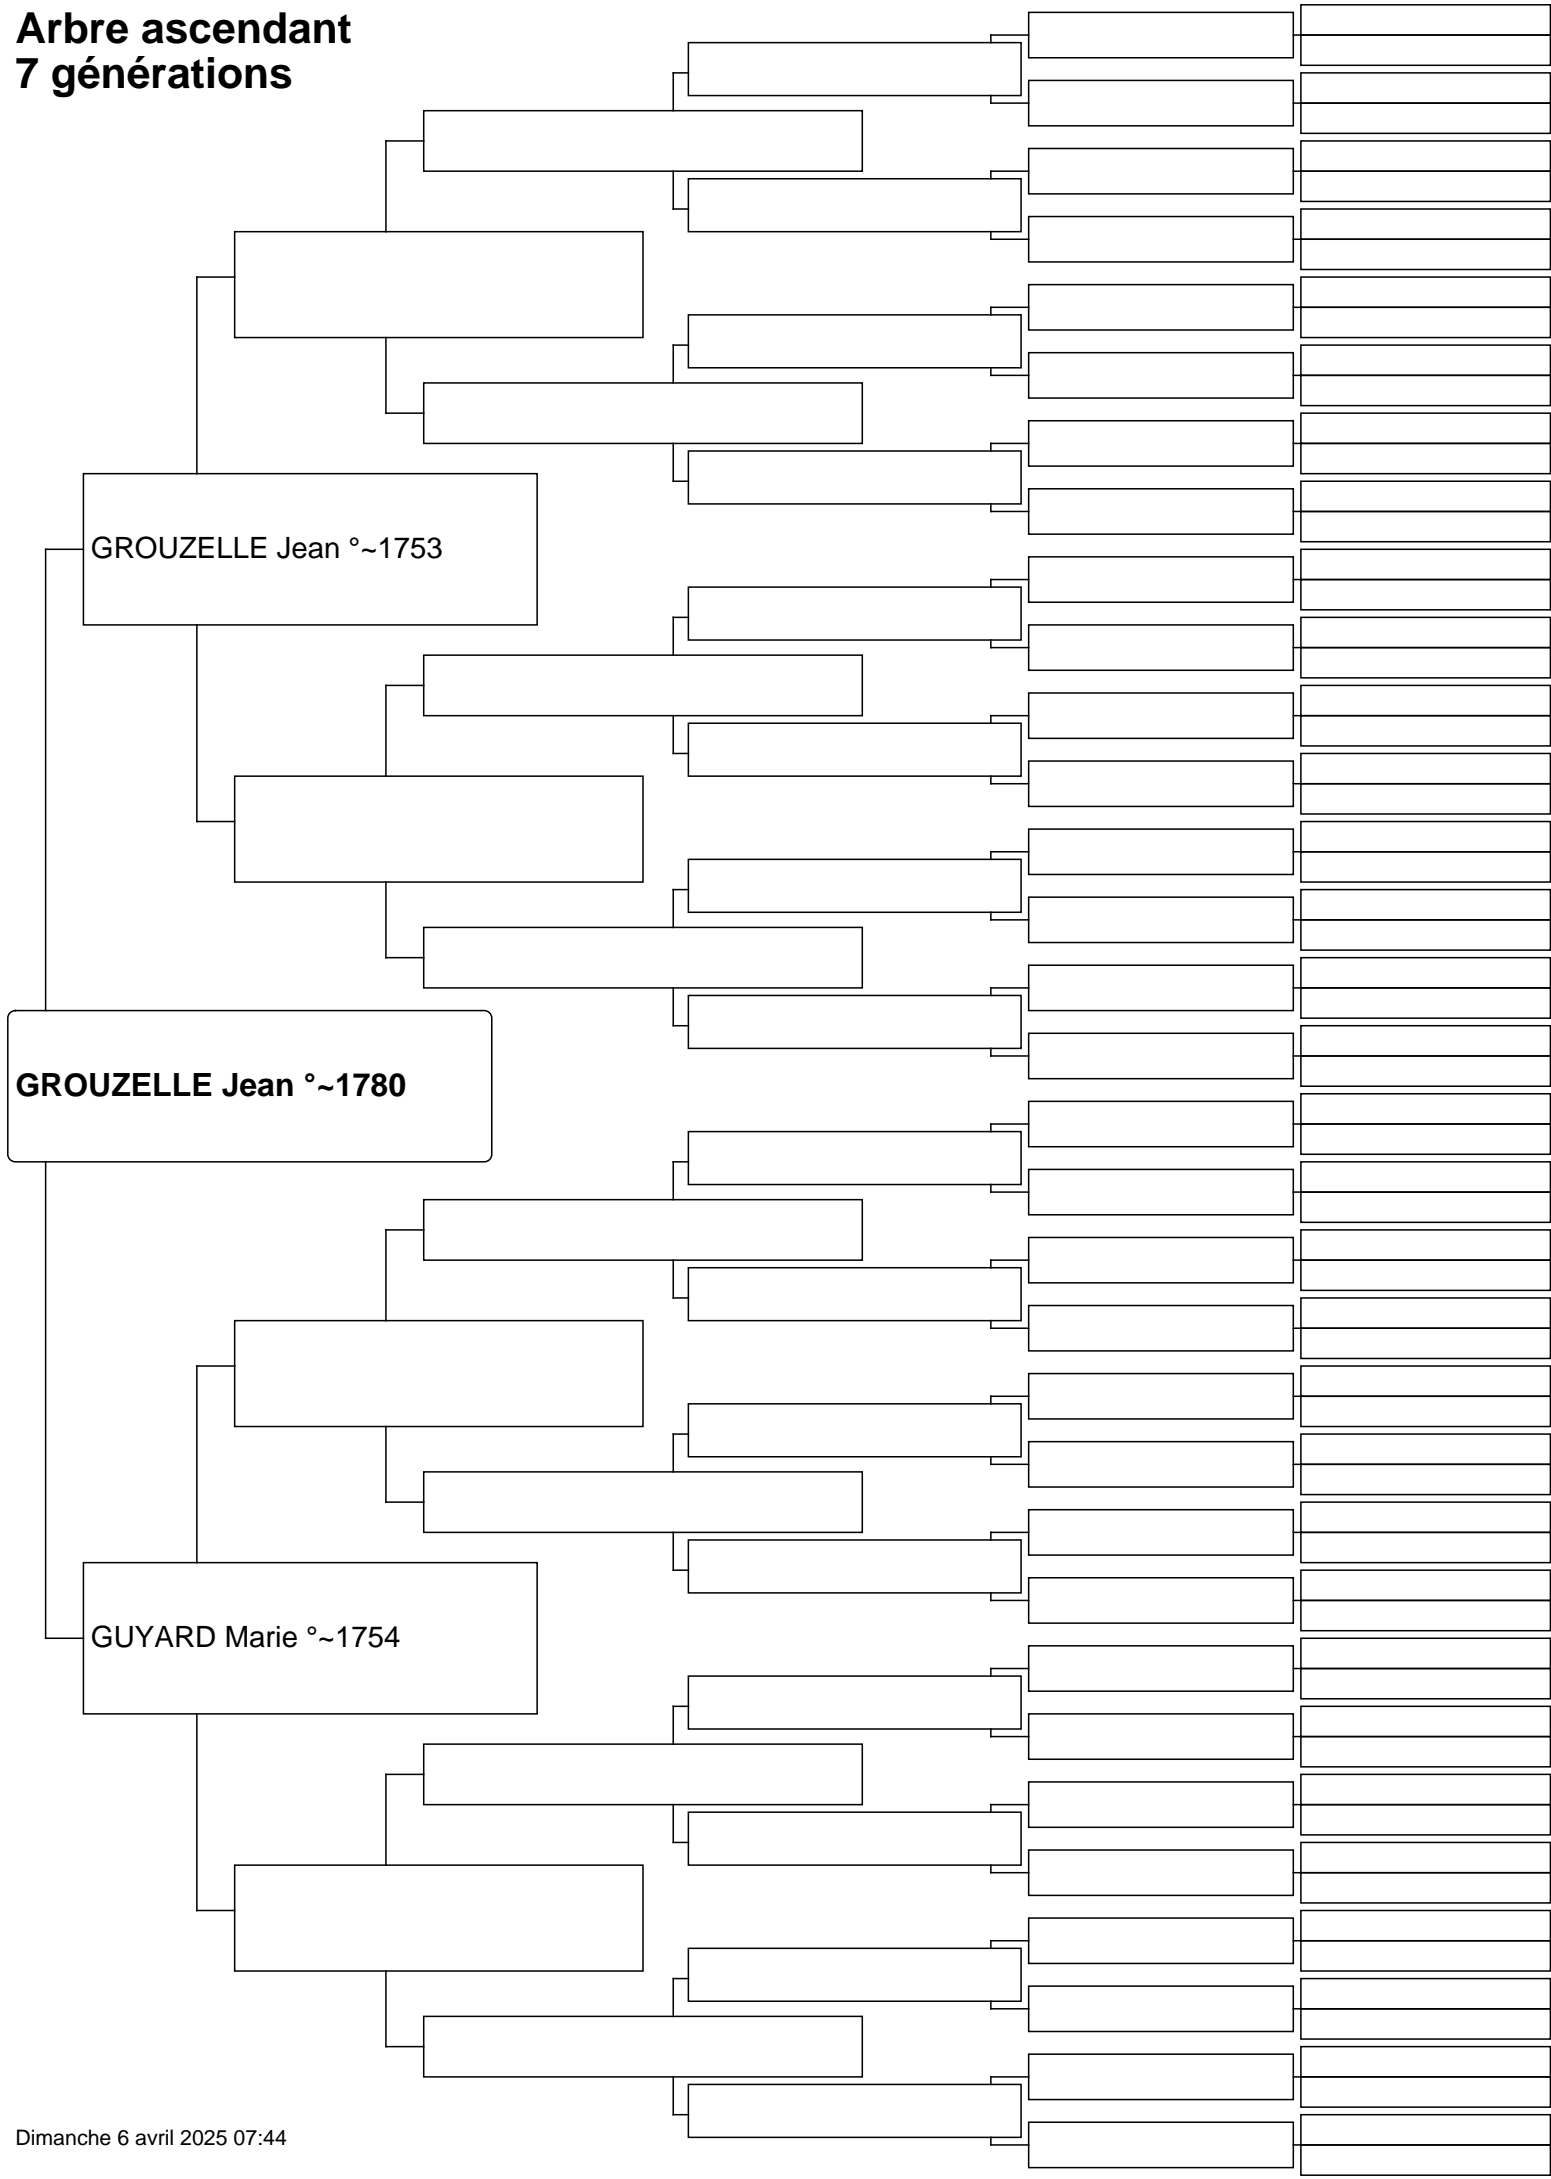 Arbre ascendant
7 générations
GROUZELLE Jean °~1753
GROUZELLE Jean °~1780
GUYARD Marie °~1754
Dimanche 6 avril 2025 07:44